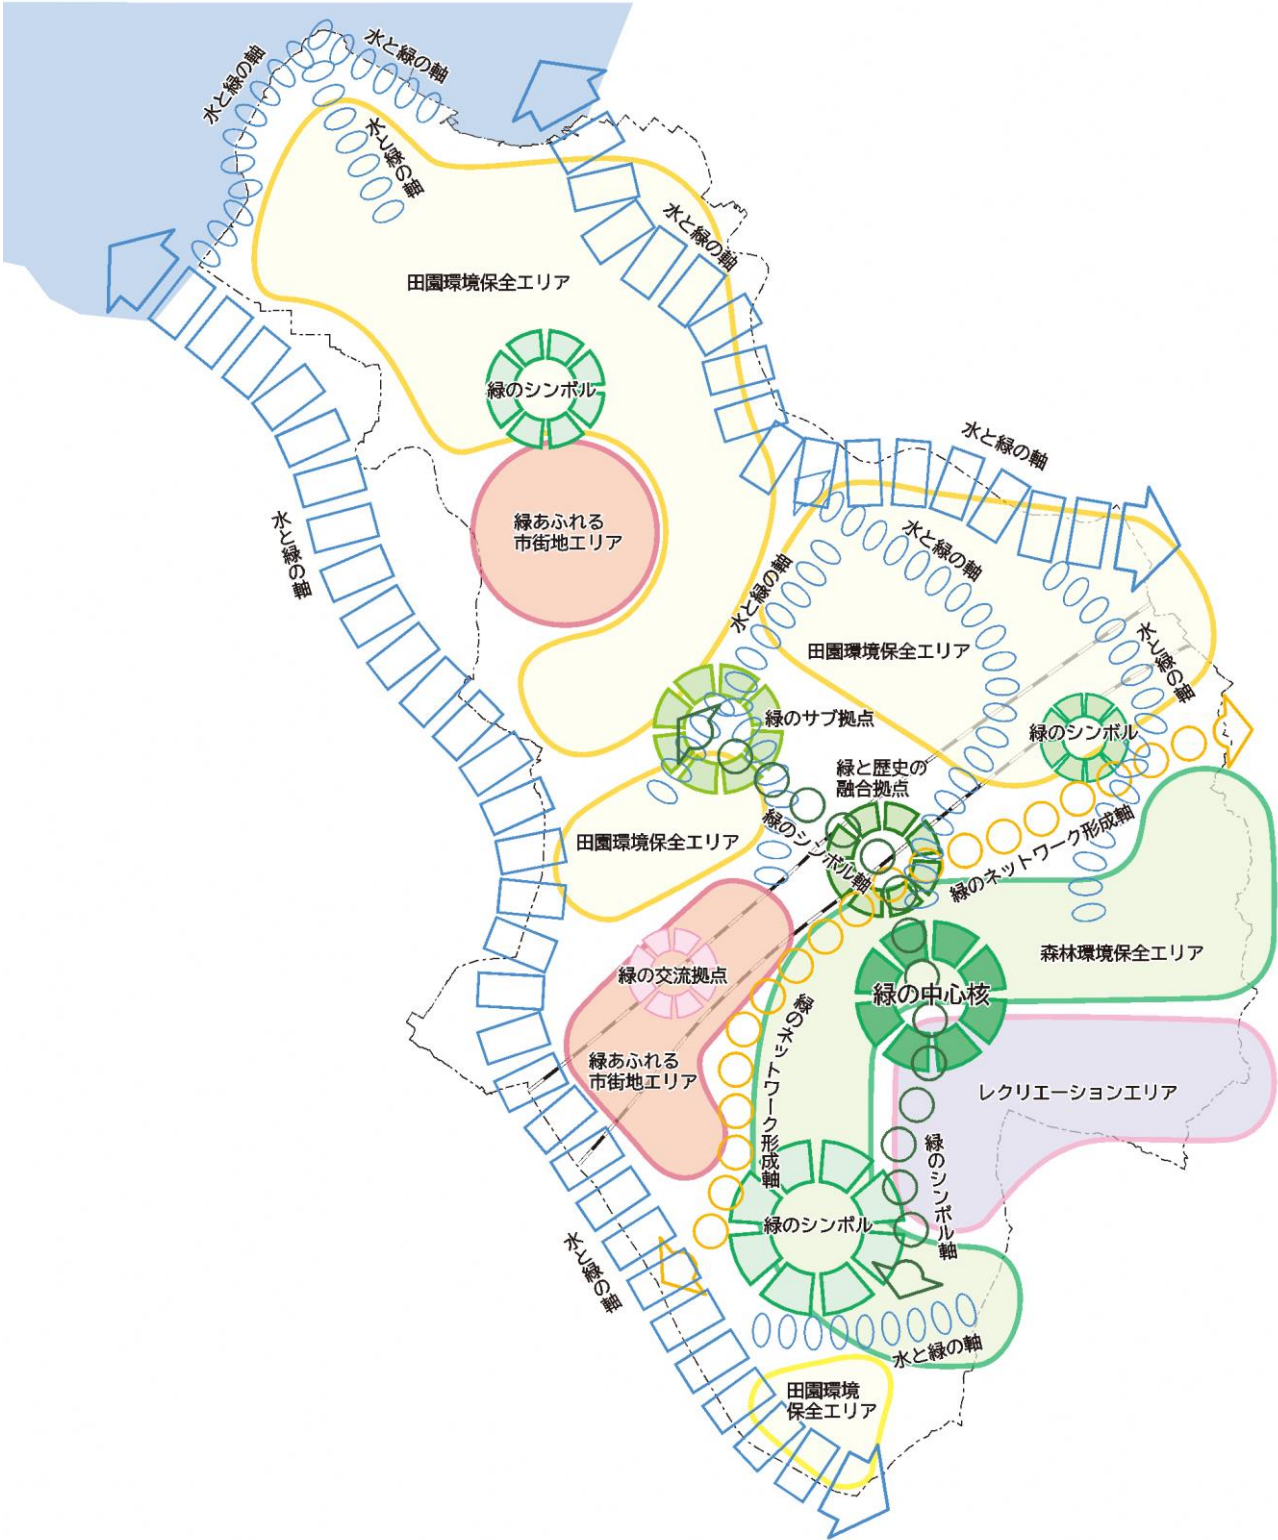 水と緑の軸
水と緑の軸
水と緑の軸
水と緑の軸
田園環境保全エリア
緑のシンボル
水と緑の軸
緑あふれる
市街地エリア
水と緑の軸
水と緑の軸
水と緑の軸
田園環境保全エリア
水と緑の軸
緑のサブ拠点
緑のシンボル
緑と歴史の
融合拠点
田園環境保全エリア
緑のシンボル軸
緑のネットワーク形成軸
緑の交流拠点
森林環境保全エリア
緑の中心核
緑のネットワーク形成軸
緑あふれる
市街地エリア
レクリエーションエリア
緑のシンボル軸
緑のシンボル
水と緑の軸
水と緑の軸
田園環境
保全エリア